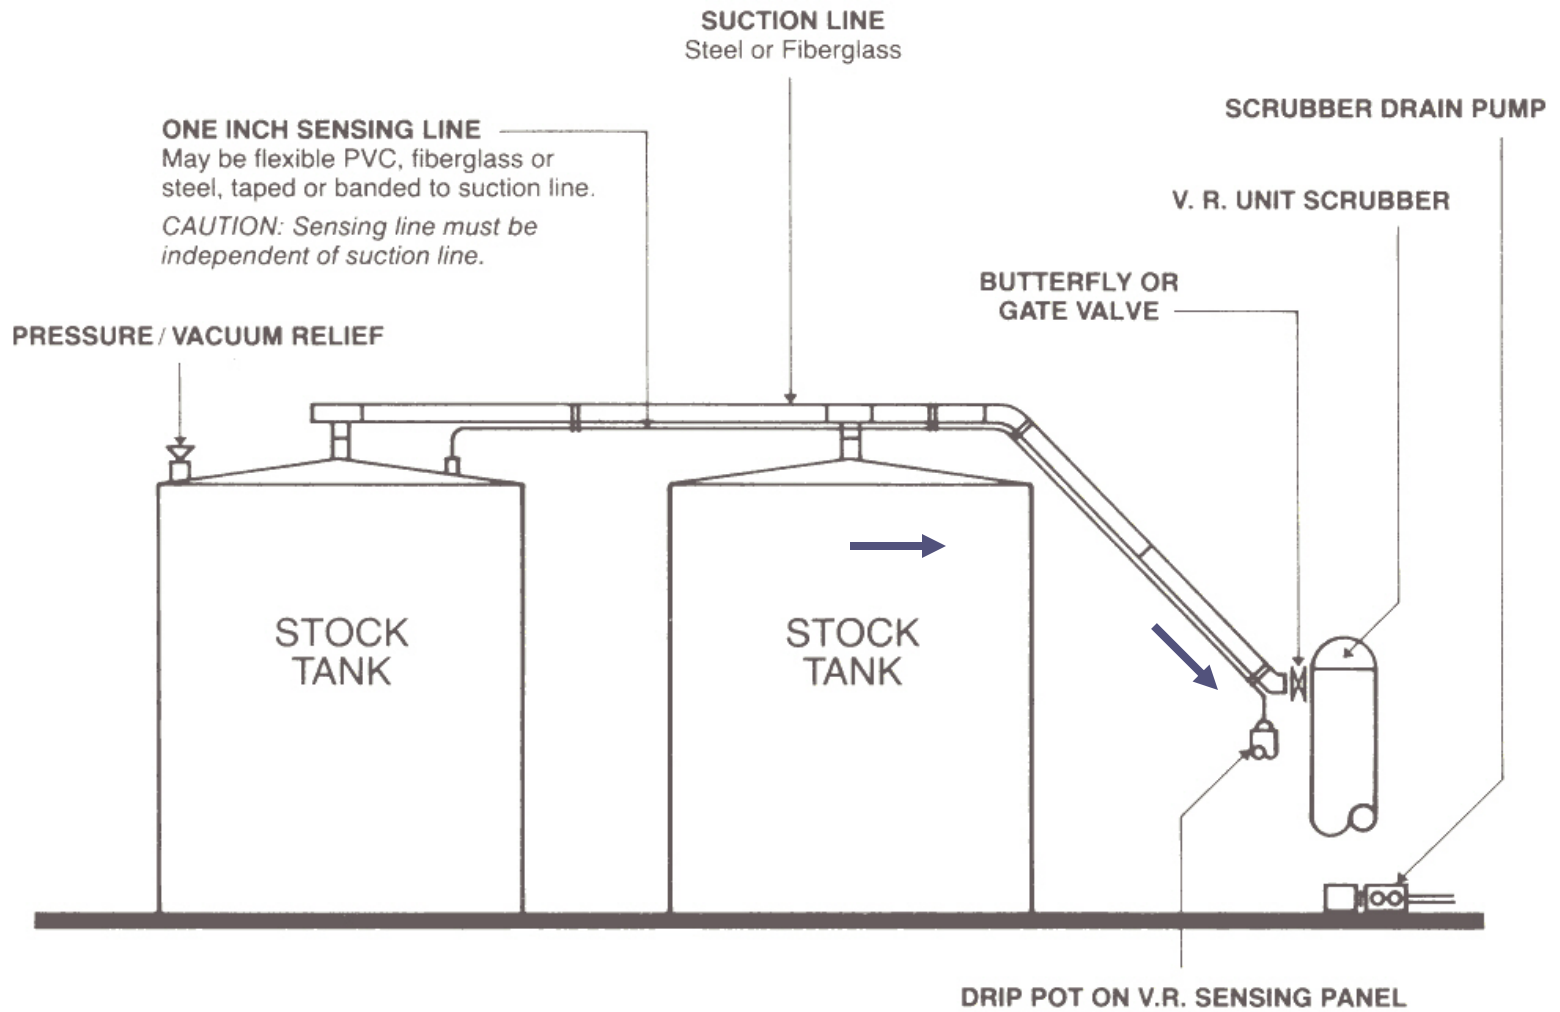 SUCTION LINE
Steel or Fiberglass
SCRUBBER DRAIN PUMP
ONE INCH SENSING LINE
May be flexible PVC, fiberglass or
steel, taped or banded to suction line.
CAUTION: Sensing line must be
independent of suction line.
V. R. UNIT SCRUBBER
BUTTERFLY OR
GATE VALVE
PRESSURE / VACUUM RELIEF
STOCK
TANK
STOCK
TANK
DRIP POT ON V.R. SENSING PANEL